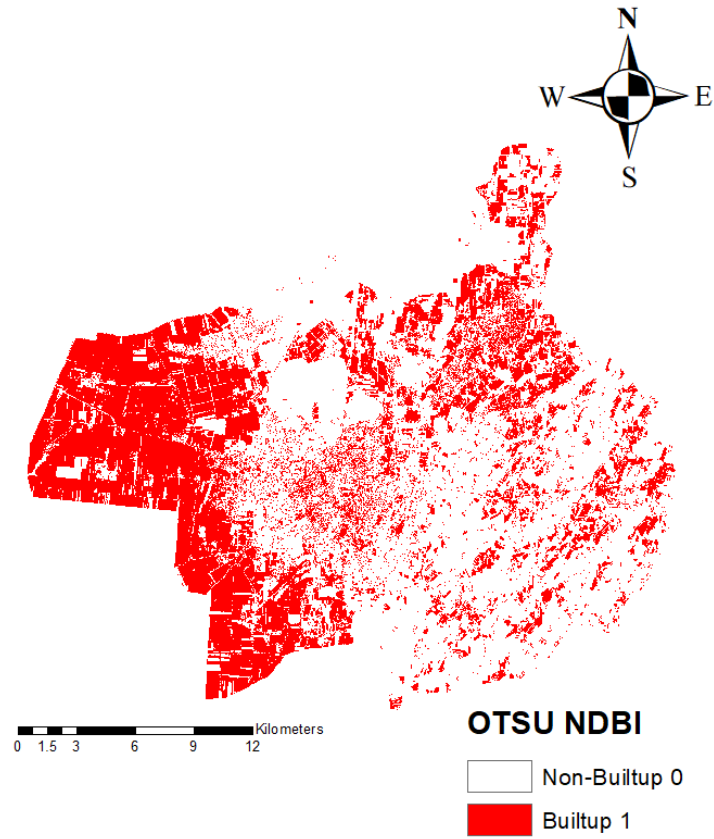 N
W E
S
Kilometers
0 1.5 3 6 9 12
OTSU NDBI
Non-Builtup 0
Builtup 1